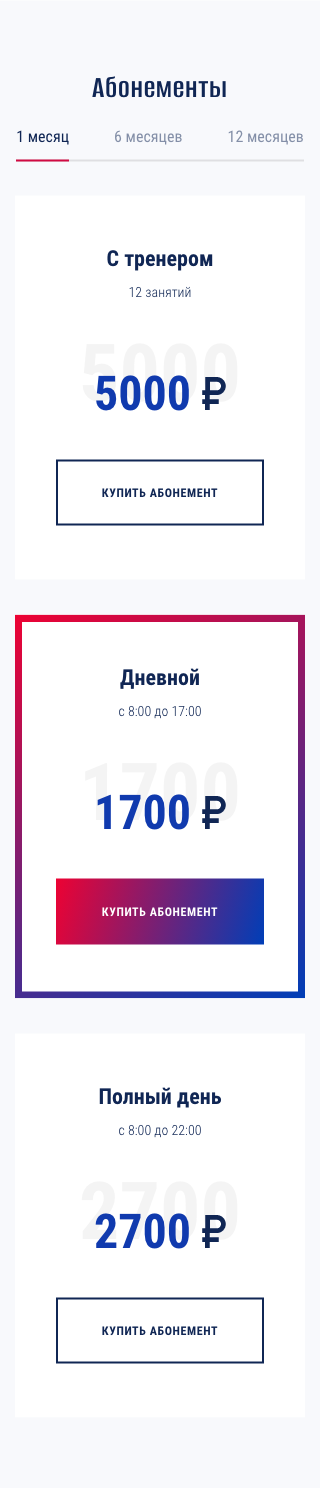 Абонементы
1 месяц 6 месяцев 12 месяцев
С тренером
12 занятий
5000
5000 ₽
КУПИТЬ АБОНЕМЕНТ
Дневной
с 8:00 до 17:00
1700
1700 ₽
КУПИТЬ АБОНЕМЕНТ
Полный день
с 8:00 до 22:00
2700
2700 ₽
КУПИТЬ АБОНЕМЕНТ